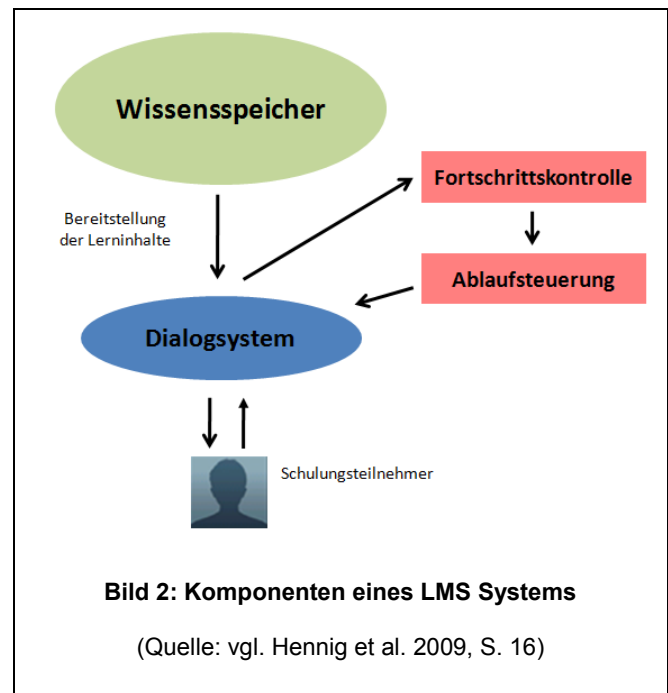 Wissensspeicher
Fortschrittskontrolle
Bereitstellung
der Lerninhalte
Ablaufsteuerung
Dialogsystem
Schulungsteilnehmer
Bild 2: Komponenten eines LMS Systems
(Quelle: vgl. Hennig et al. 2009, S. 16)